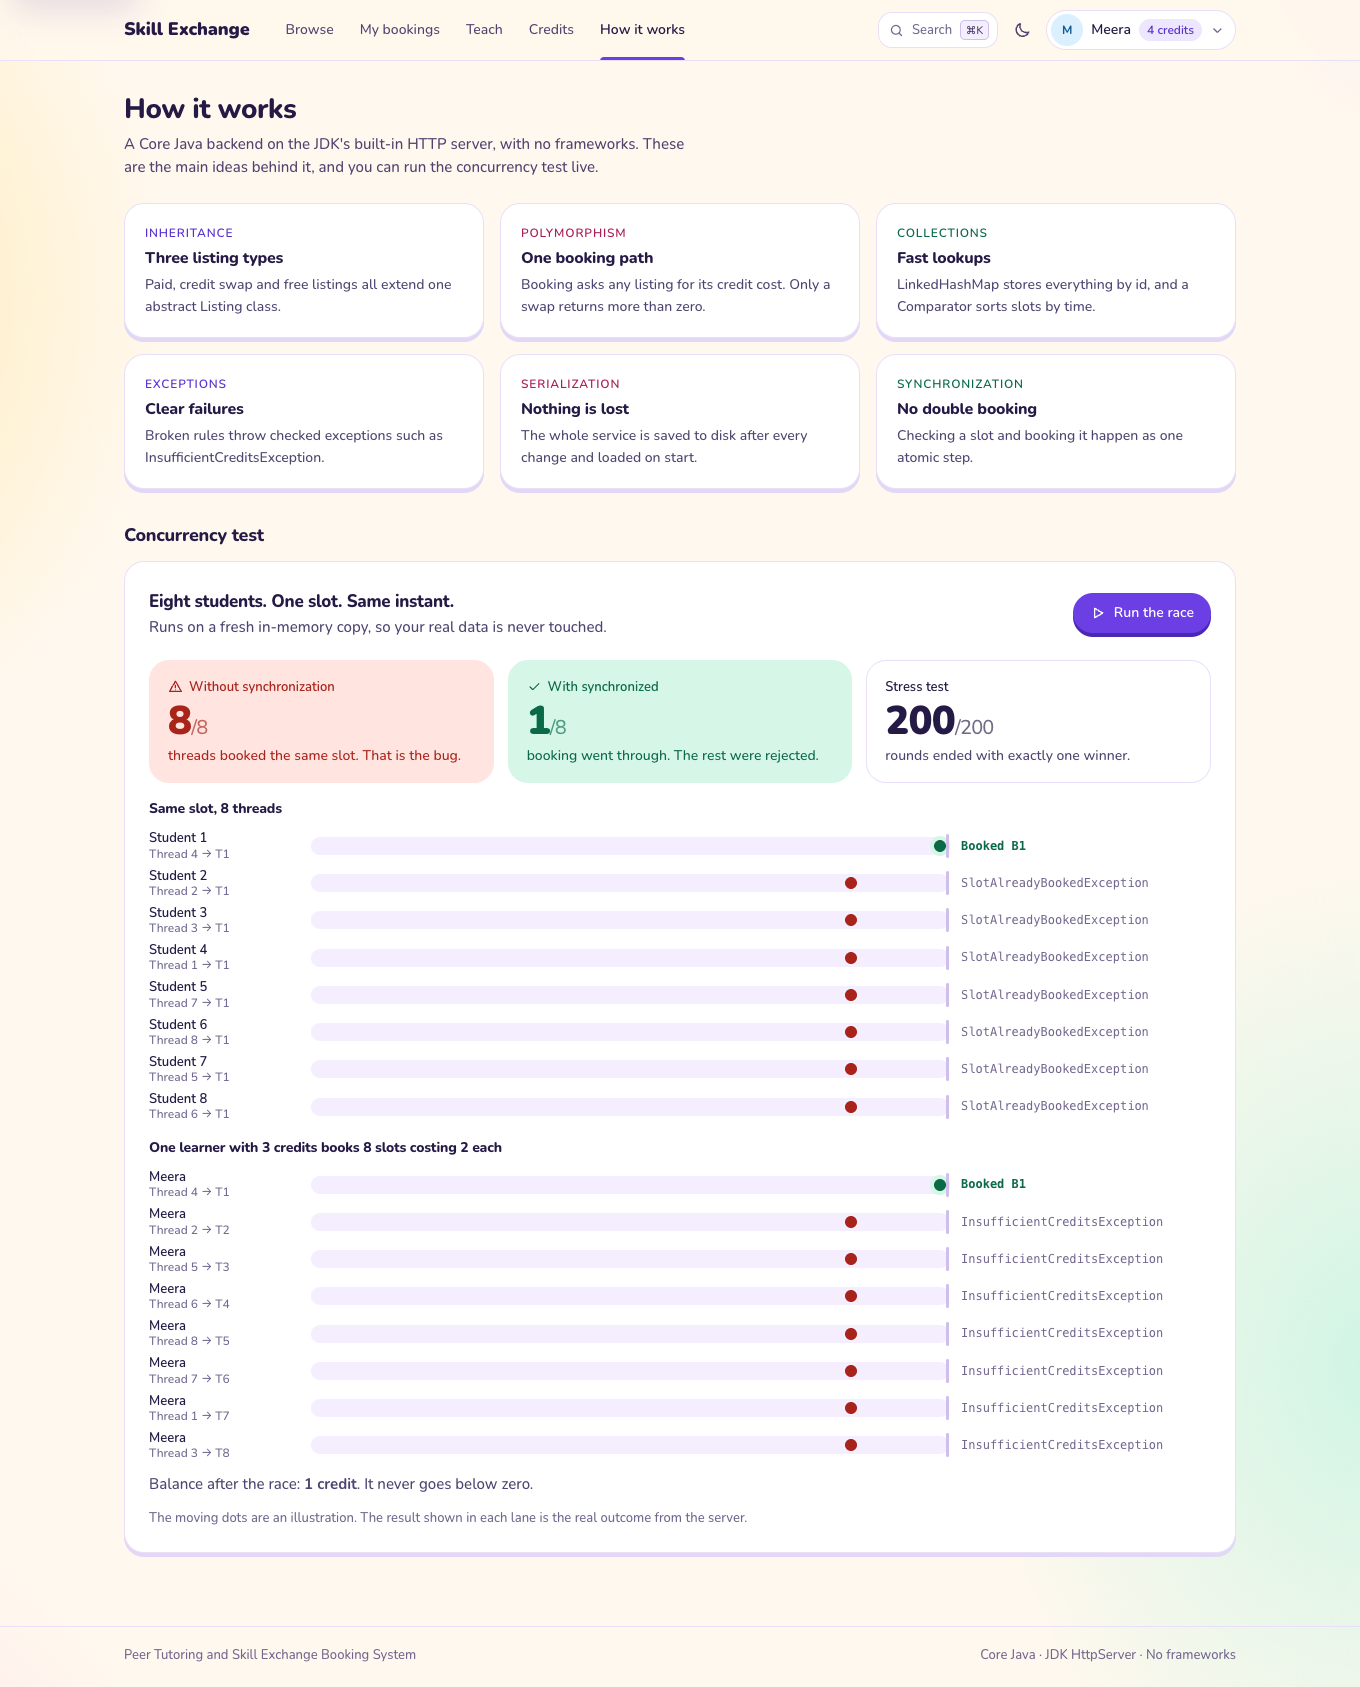 Skill Exchange
Browse
My bookings
Teach
Credits
How it works
Search
⌘K
M
Meera
4 credits
How it works
A Core Java backend on the JDK's built-in HTTP server, with no frameworks. These
are the main ideas behind it, and you can run the concurrency test live.
INHERITANCE
Three listing types
Paid, credit swap and free listings all extend one
abstract Listing class.
POLYMORPHISM
One booking path
Booking asks any listing for its credit cost. Only a
swap returns more than zero.
COLLECTIONS
Fast lookups
LinkedHashMap stores everything by id, and a
Comparator sorts slots by time.
EXCEPTIONS
Clear failures
Broken rules throw checked exceptions such as
InsufficientCreditsException.
SERIALIZATION
Nothing is lost
The whole service is saved to disk after every
change and loaded on start.
SYNCHRONIZATION
No double booking
Checking a slot and booking it happen as one
atomic step.
Concurrency test
Eight students. One slot. Same instant.
Runs on a fresh in-memory copy, so your real data is never touched.
Run the race
Without synchronization
8/8
threads booked the same slot. That is the bug.
With synchronized
1/8
booking went through. The rest were rejected.
Stress test
200/200
rounds ended with exactly one winner.
Same slot, 8 threads
Student 1
Thread 4 → T1
Booked B1
Student 2
Thread 2 → T1
SlotAlreadyBookedException
Student 3
Thread 3 → T1
SlotAlreadyBookedException
Student 4
Thread 1 → T1
SlotAlreadyBookedException
Student 5
Thread 7 → T1
SlotAlreadyBookedException
Student 6
Thread 8 → T1
SlotAlreadyBookedException
Student 7
Thread 5 → T1
SlotAlreadyBookedException
Student 8
Thread 6 → T1
SlotAlreadyBookedException
One learner with 3 credits books 8 slots costing 2 each
Meera
Thread 4 → T1
Booked B1
Meera
Thread 2 → T2
InsufficientCreditsException
Meera
Thread 5 → T3
InsufficientCreditsException
Meera
Thread 6 → T4
InsufficientCreditsException
Meera
Thread 8 → T5
InsufficientCreditsException
Meera
Thread 7 → T6
InsufficientCreditsException
Meera
Thread 1 → T7
InsufficientCreditsException
Meera
Thread 3 → T8
InsufficientCreditsException
Balance after the race: 1 credit. It never goes below zero.
The moving dots are an illustration. The result shown in each lane is the real outcome from the server.
Peer Tutoring and Skill Exchange Booking System
Core Java · JDK HttpServer · No frameworks